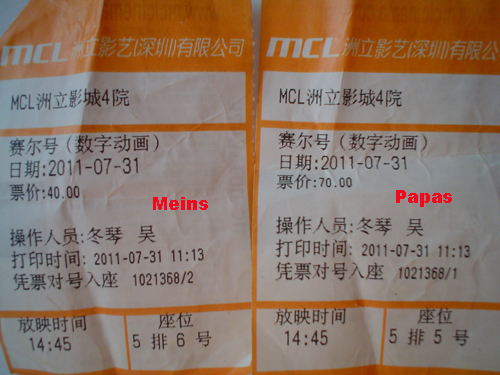 MCL 洲立影艺(深圳)有限公司
MCL洲立影城4院
赛尔号(数字动画)
日期:2011-07-31
票价:40.00
Meins
操作人员:冬琴 吴
打印时间: 2011-07-31 11:13
凭票对号入座 1021368/2
放映时间
14:45
座位
5 排 6 号
MCL 洲立影艺(深圳)有限公
MCL洲立影城4院
赛尔号(数字动画)
日期:2011-07-31
票价:70.00
Papas
操作人员:冬琴 吴
打印时间: 2011-07-31 11:13
凭票对号入座 1021368/1
放映时间
14:45
座位
5 排 5 号